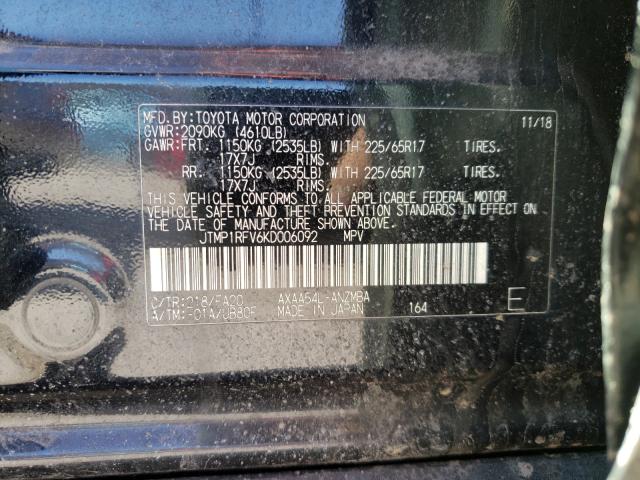 MFD.BY:TOYOTA MOTOR CORPORATION 11/18
GVWR:2090KG (4610LB)
GAWR:FRT. 1150KG (2535LB) WITH 225/65R17 TIRES.
17X7J RIMS.
RR. 1150KG (2535LB) WITH 225/65R17 TIRES.
17X7J RIMS.
THIS VEHICLE CONFORMS TO ALL APPLICABLE FEDERAL MOTOR
VEHICLE SAFETY AND THEFT PREVENTION STANDARDS IN EFFECT ON
THE DATE OF MANUFACTURE SHOWN ABOVE.
JTMP1RFV6KD006092 MPV
C/TR:218/FA20 AXAA54L-ANZMBA E
A/TM:-01A/UB80F MADE IN JAPAN 164